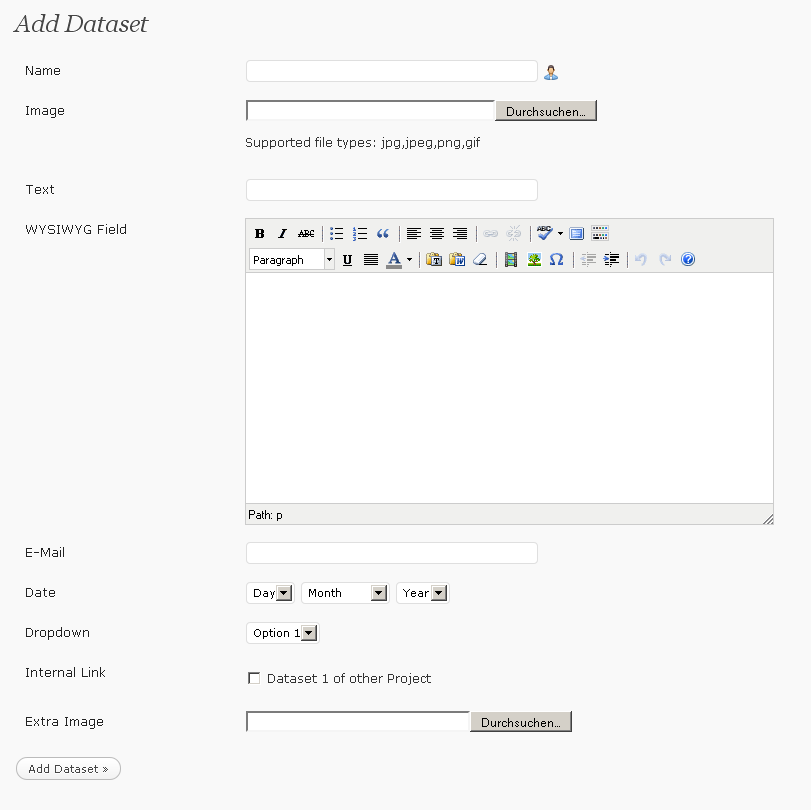 Add Dataset
Name
Image Durchsuchen...
Supported file types: jpg,jpeg,png,gif
Text
WYSIWYG Field
B I ABC ABC
Paragraph U A T W Ω ?
Path: p
E-Mail
Date Day Month Year
Dropdown Option 1
Internal Link Dataset 1 of other Project
Extra Image Durchsuchen...
Add Dataset »